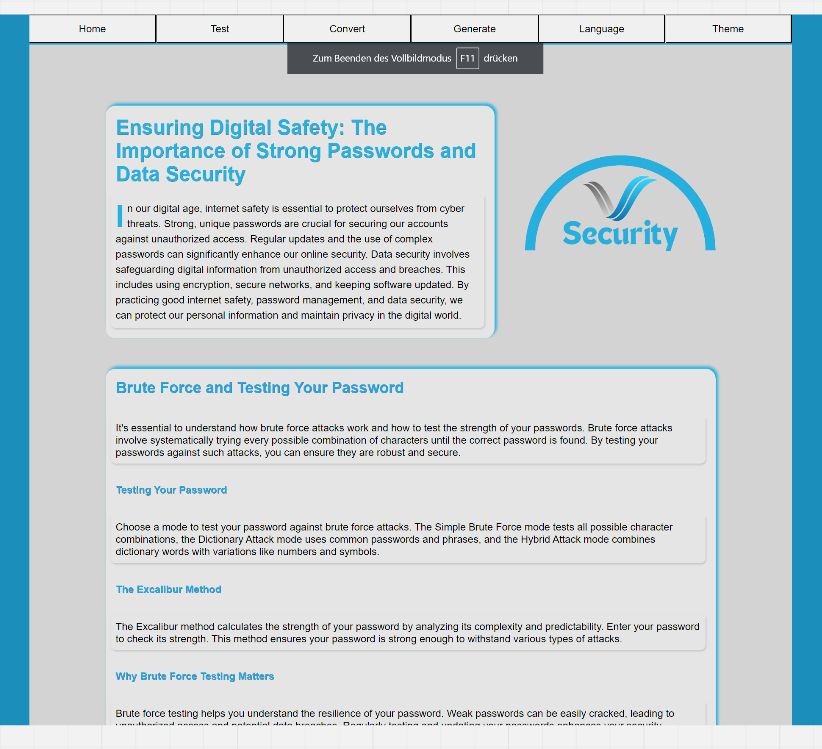 Home Test Convert Generate Language Theme
Zum Beenden des Vollbildmodus F11 drücken
Ensuring Digital Safety: The
Importance of Strong Passwords and
Data Security
In our digital age, internet safety is essential to protect ourselves from cyber
threats. Strong, unique passwords are crucial for securing our accounts
against unauthorized access. Regular updates and the use of complex
passwords can significantly enhance our online security. Data security involves
safeguarding digital information from unauthorized access and breaches. This
includes using encryption, secure networks, and keeping software updated. By
practicing good internet safety, password management, and data security, we
can protect our personal information and maintain privacy in the digital world.
Security
Brute Force and Testing Your Password
It's essential to understand how brute force attacks work and how to test the strength of your passwords. Brute force attacks
involve systematically trying every possible combination of characters until the correct password is found. By testing your
passwords against such attacks, you can ensure they are robust and secure.
Testing Your Password
Choose a mode to test your password against brute force attacks. The Simple Brute Force mode tests all possible character
combinations, the Dictionary Attack mode uses common passwords and phrases, and the Hybrid Attack mode combines
dictionary words with variations like numbers and symbols.
The Excalibur Method
The Excalibur method calculates the strength of your password by analyzing its complexity and predictability. Enter your password
to check its strength. This method ensures your password is strong enough to withstand various types of attacks.
Why Brute Force Testing Matters
Brute force testing helps you understand the resilience of your password. Weak passwords can be easily cracked, leading to